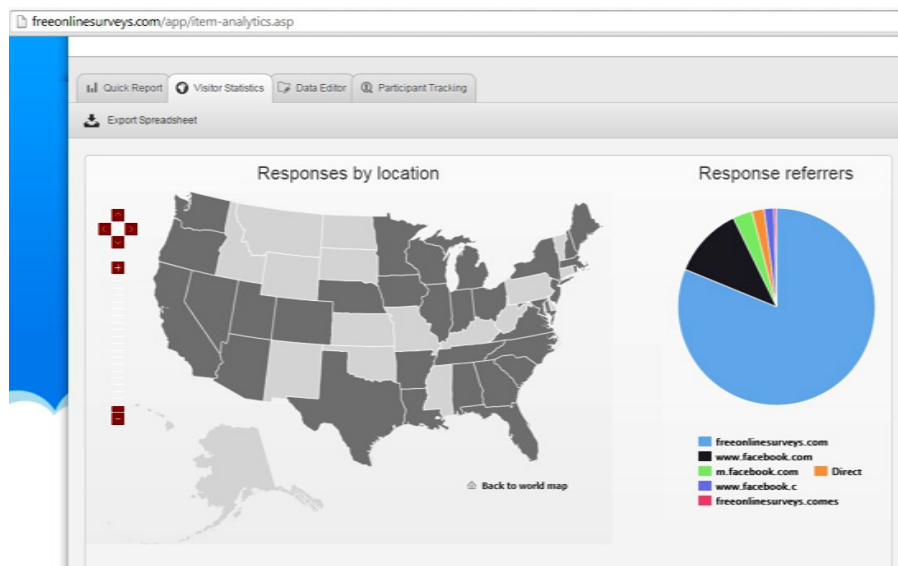 freeonlinesurveys.com/app/item-analytics.asp
Quick Report Visitor Statistics Data Editor Participant Tracking
Export Spreadsheet
Responses by location
Response referrers
Back to world map
freeonlinesurveys.com
www.facebook.com
m.facebook.com Direct
www.facebook.c
freeonlinesurveys.comes